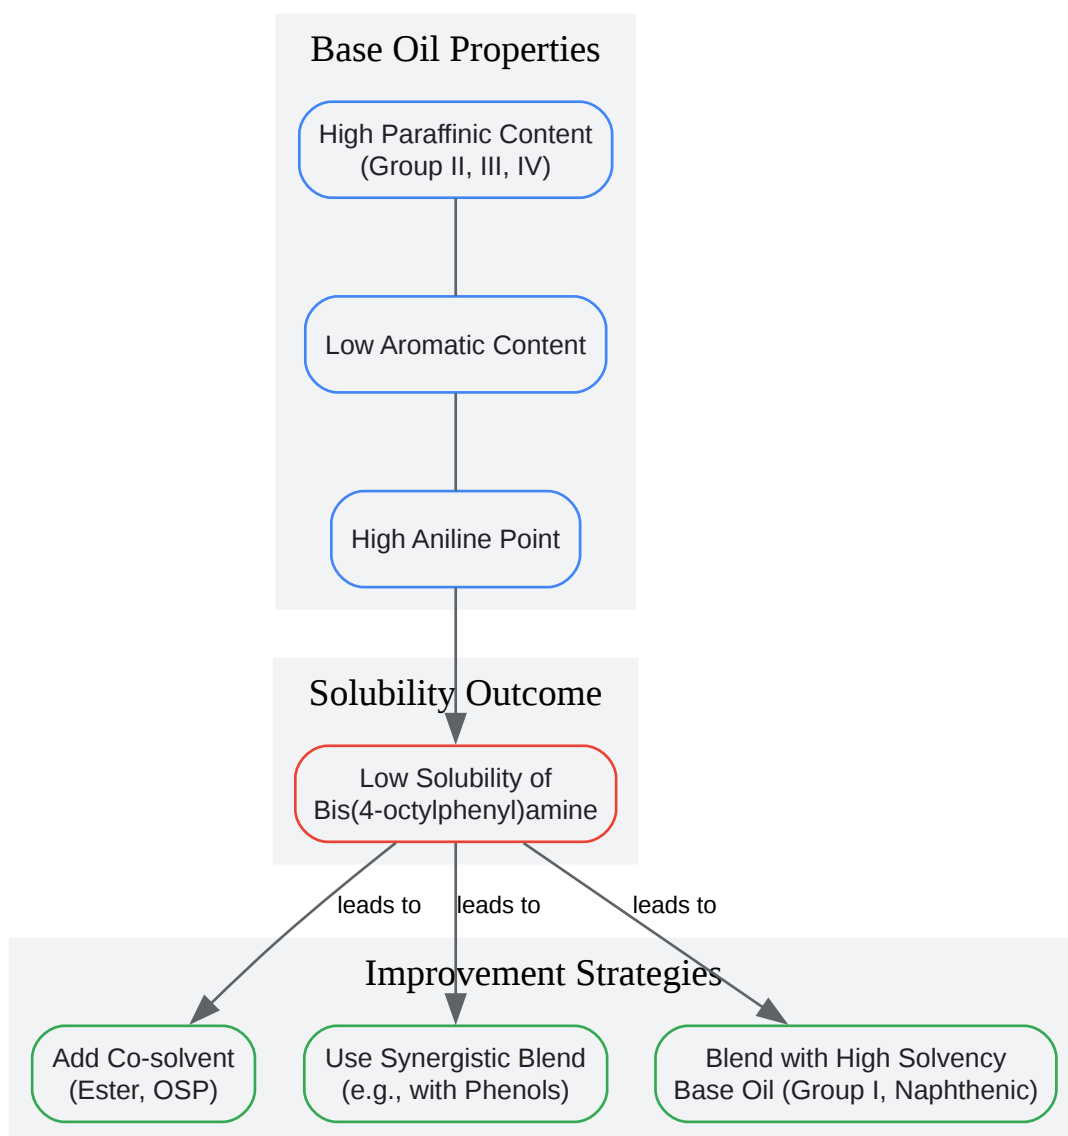 Base Oil Properties
High Paraffinic Content
(Group II, III, IV)
Low Aromatic Content
High Aniline Point
Solubility Outcome
Low Solubility of
Bis(4-octylphenyl)amine
leads to
leads to
leads to
Improvement Strategies
Add Co-solvent
(Ester, OSP)
Use Synergistic Blend
(e.g., with Phenols)
Blend with High Solvency
Base Oil (Group I, Naphthenic)